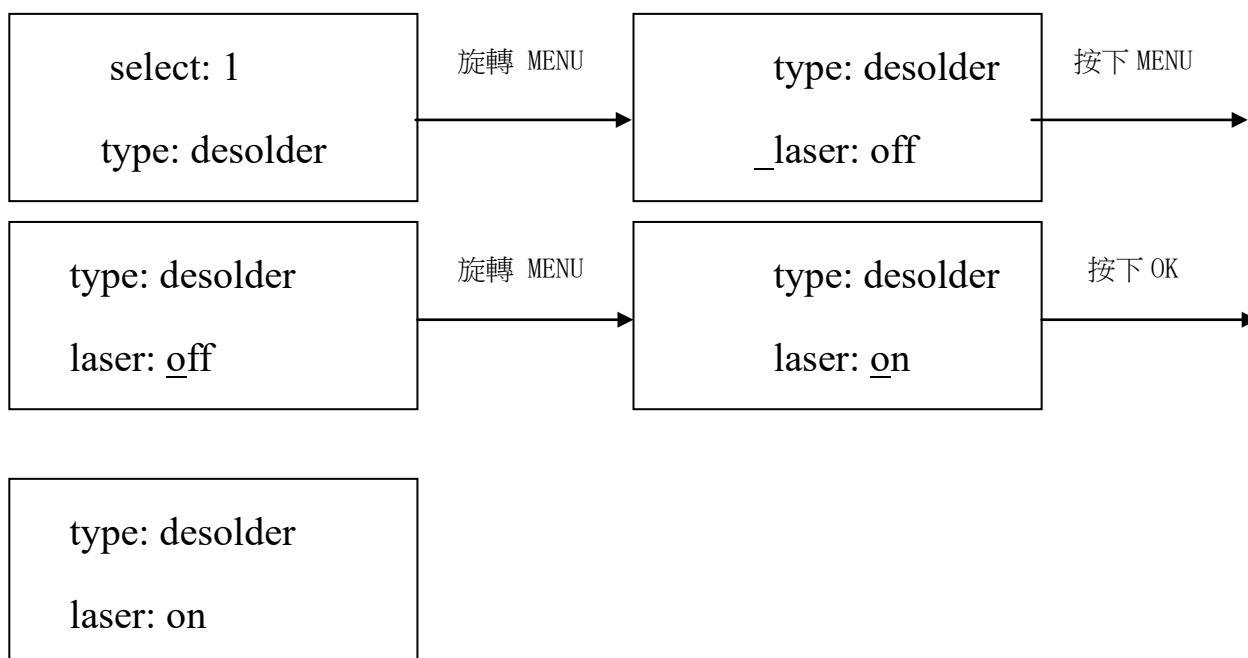 select: 1
type: desolder
旋轉 MENU
type: desolder
_laser: off
按下 MENU
type: desolder
laser: off
旋轉 MENU
type: desolder
laser: on
按下 OK
type: desolder
laser: on